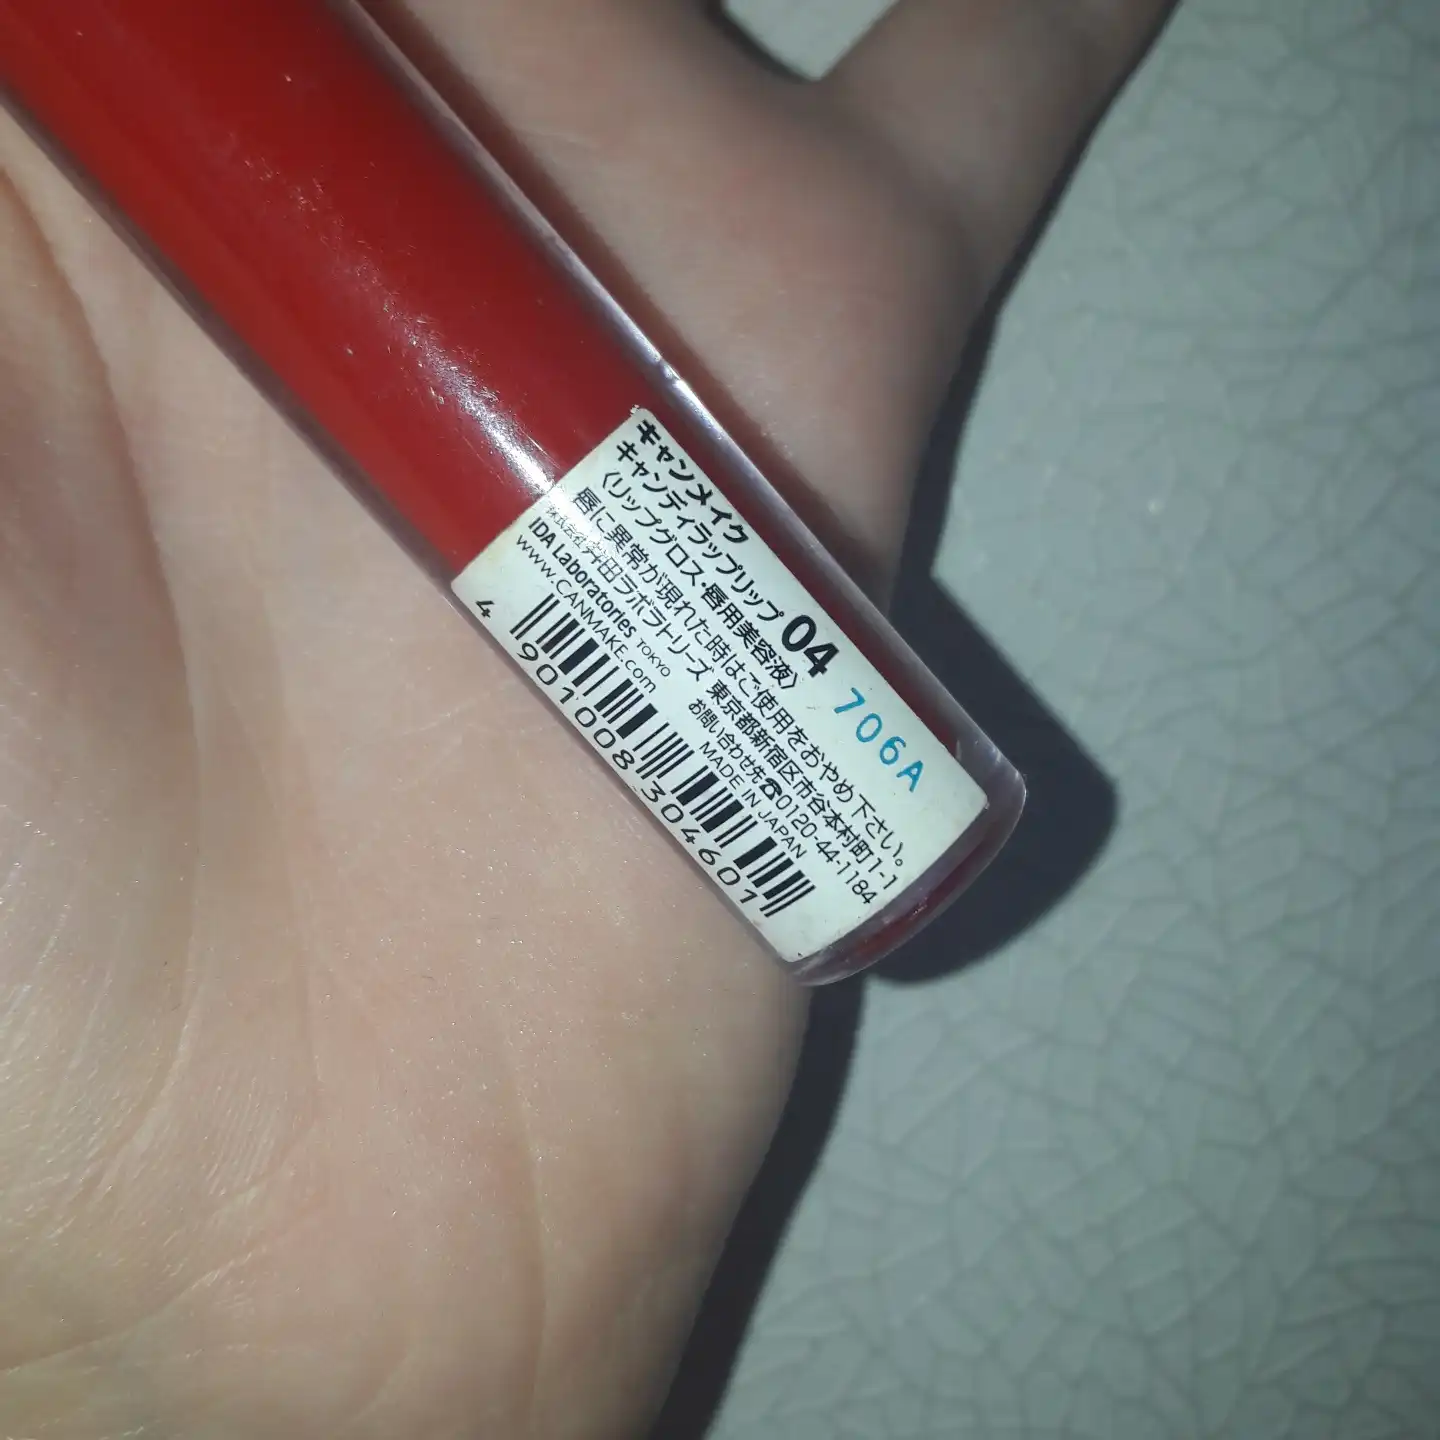 キャンメイク
キャンディラップリップ 04
〈リップグロス・唇用美容液〉 706A
唇に異常が現れた時はご使用をおやめ下さい。
株式会社 井田ラボラトリーズ 東京都新宿区市谷本村町1-1
IDA Laboratories TOKYO お問い合わせ先☎0120-44-1184
www.CANMAKE.com MADE IN JAPAN
4 901008 304601